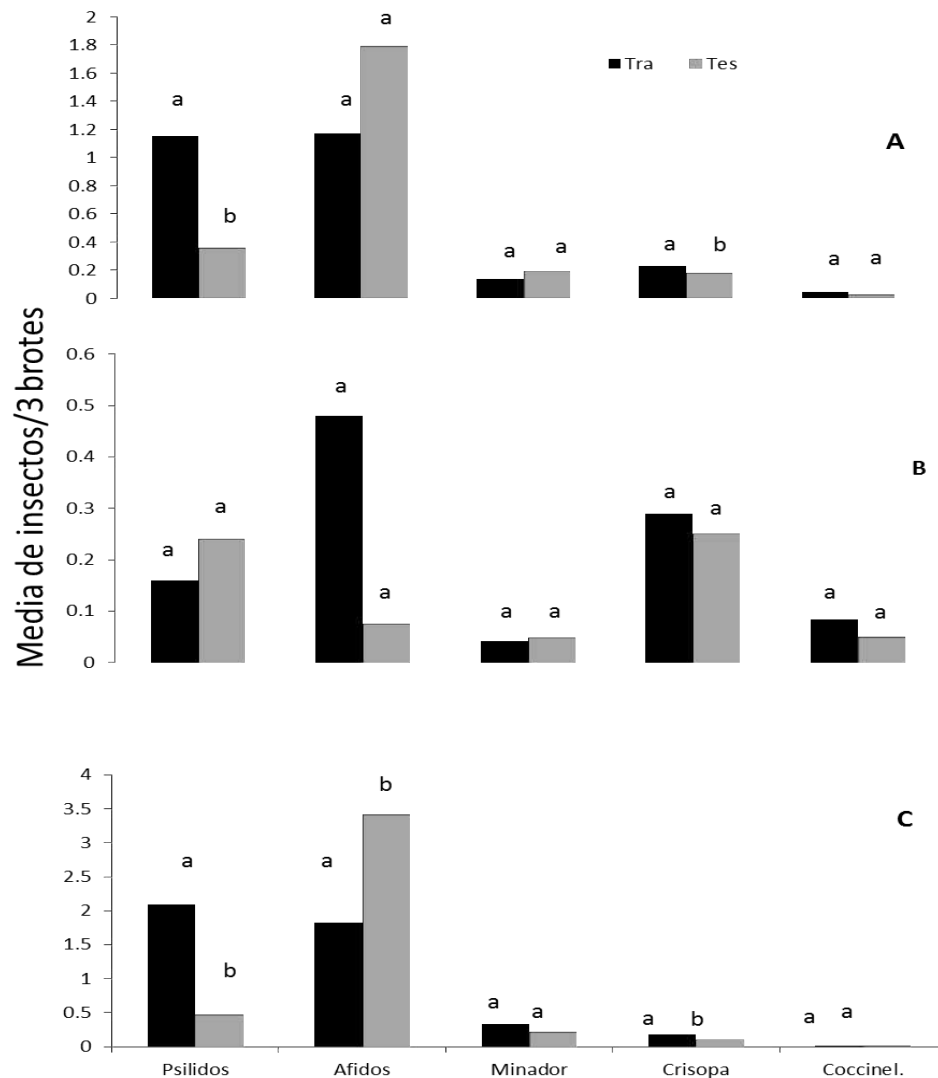 Media de insectos/3 brotes
2
1.8
1.6
1.4
1.2
1
0.8
0.6
0.4
0.2
0
a
b
a
a
a
a
a
b
a
a
Tra Tes
A
0.6
0.5
0.4
0.3
0.2
0.1
0
a
a
a
a
a
a
a
a
a
a
B
4
3.5
3
2.5
2
1.5
1
0.5
0
a
b
a
b
a
a
a
b
a
a
C
Psilidos Afidos Minador Crisopa Coccinel.